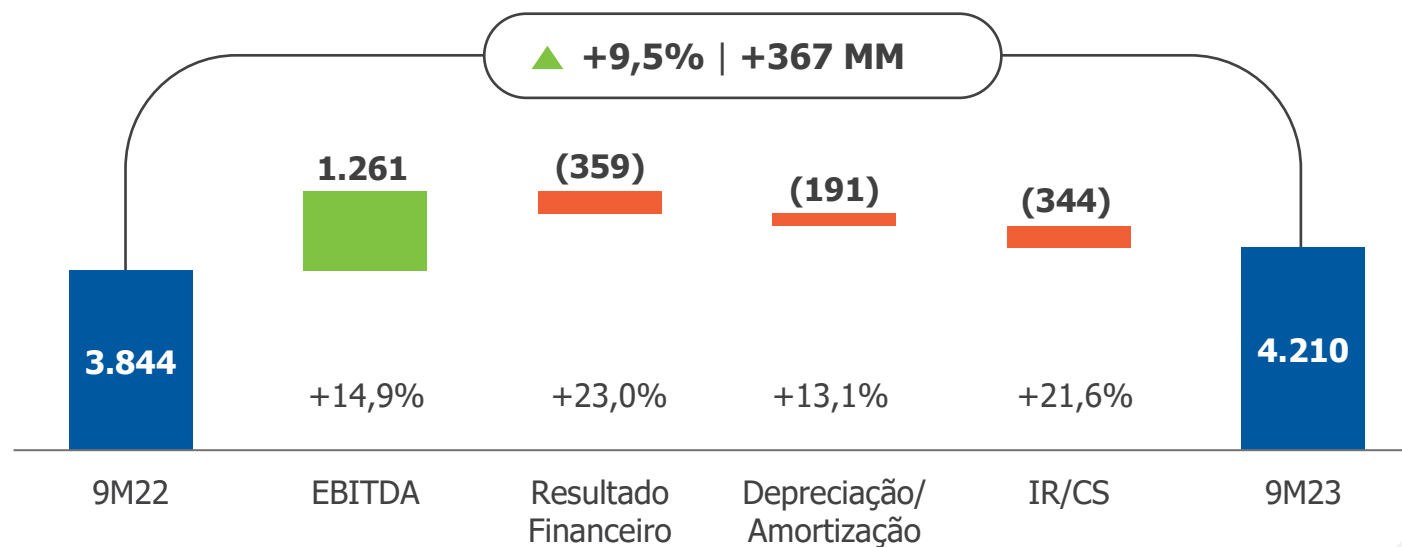 +9,5% | +367 MM
1.261
(359)
(191)
(344)
3.844
4.210
+14,9%
+23,0%
+13,1%
+21,6%
9M22
EBITDA
Resultado
Financeiro
Depreciação/
Amortização
IR/CS
9M23